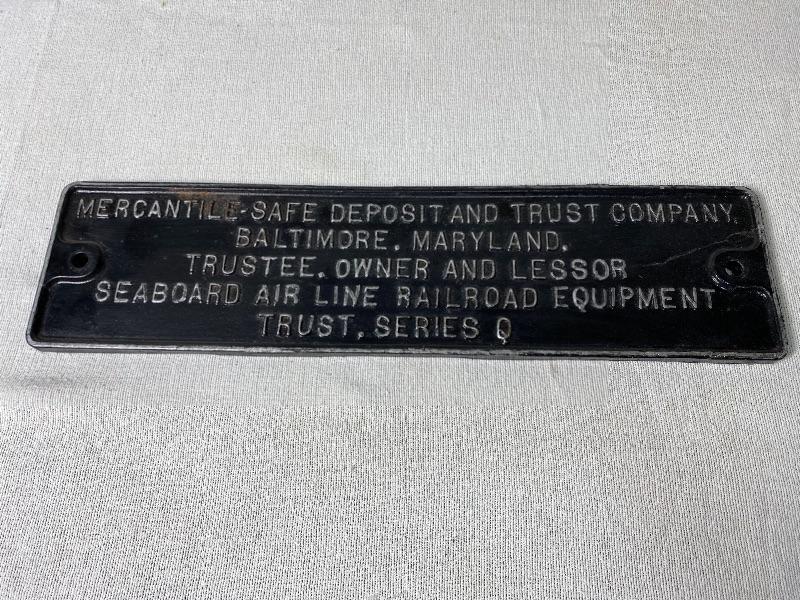 MERCANTILE-SAFE DEPOSIT AND TRUST COMPANY,
BALTIMORE, MARYLAND,
TRUSTEE, OWNER AND LESSOR
SEABOARD AIR LINE RAILROAD EQUIPMENT
TRUST, SERIES Q